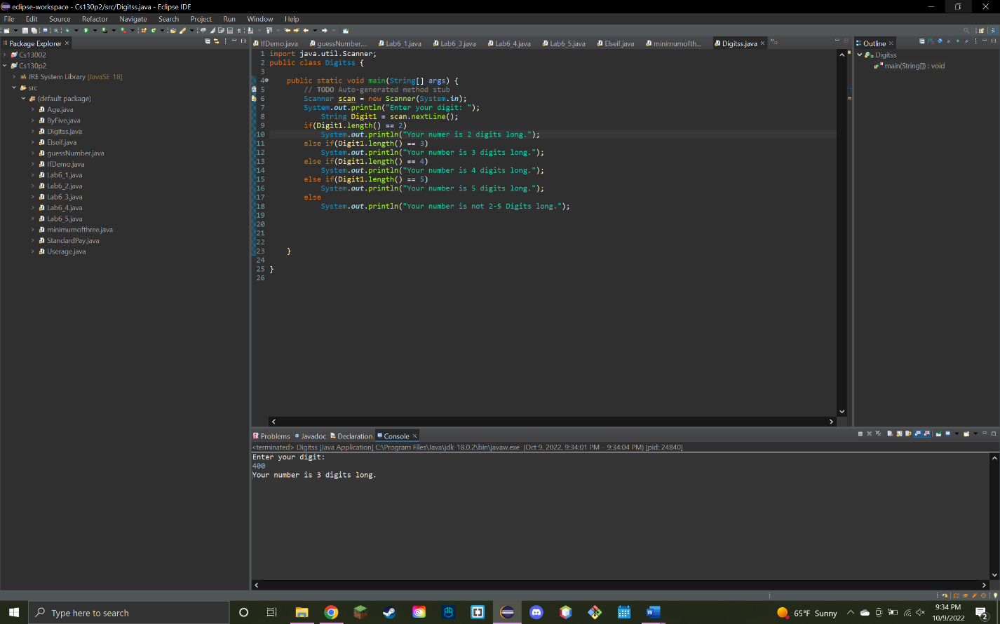 eclipse-workspace - Cs130p2/src/Digitss.java - Eclipse IDE
File Edit Source Refactor Navigate Search Project Run Window Help
Package Explorer
Cs13002
Cs130p2
JRE System Library [JavaSE-18]
src
(default package)
Age.java
ByFive.java
Digitss.java
Elseif.java
guessNumber.java
IfDemo.java
Lab6_1.java
Lab6_2.java
Lab6_3.java
Lab6_4.java
Lab6_5.java
minimumofthree.java
StandardPay.java
Userage.java
IfDemo.java guessNumber.... Lab6_1.java Lab6_3.java Lab6_4.java Lab6_5.java Elseif.java minimumofth... Digitss.java
1 import java.util.Scanner;
2 public class Digitss {
3
4 public static void main(String[] args) {
5 // TODO Auto-generated method stub
6 Scanner scan = new Scanner(System.in);
7 System.out.println("Enter your digit: ");
8 String Digit1 = scan.nextLine();
9 if(Digit1.length() == 2)
10 System.out.println("Your numer is 2 digits long.");
11 else if(Digit1.length() == 3)
12 System.out.println("Your number is 3 digits long.");
13 else if(Digit1.length() == 4)
14 System.out.println("Your number is 4 digits long.");
15 else if(Digit1.length() == 5)
16 System.out.println("Your number is 5 digits long.");
17 else
18 System.out.println("Your number is not 2-5 Digits long.");
19
20
21
22
23 }
24
25 }
26
Outline
Digitss
main(String[]) : void
Problems Javadoc Declaration Console
<terminated> Digitss [Java Application] C:\Program Files\Java\jdk-18.0.2\bin\javaw.exe (Oct 9, 2022, 9:34:01 PM – 9:34:04 PM) [pid: 24840]
Enter your digit:
400
Your number is 3 digits long.
Type here to search
65°F Sunny
9:34 PM
10/9/2022
2